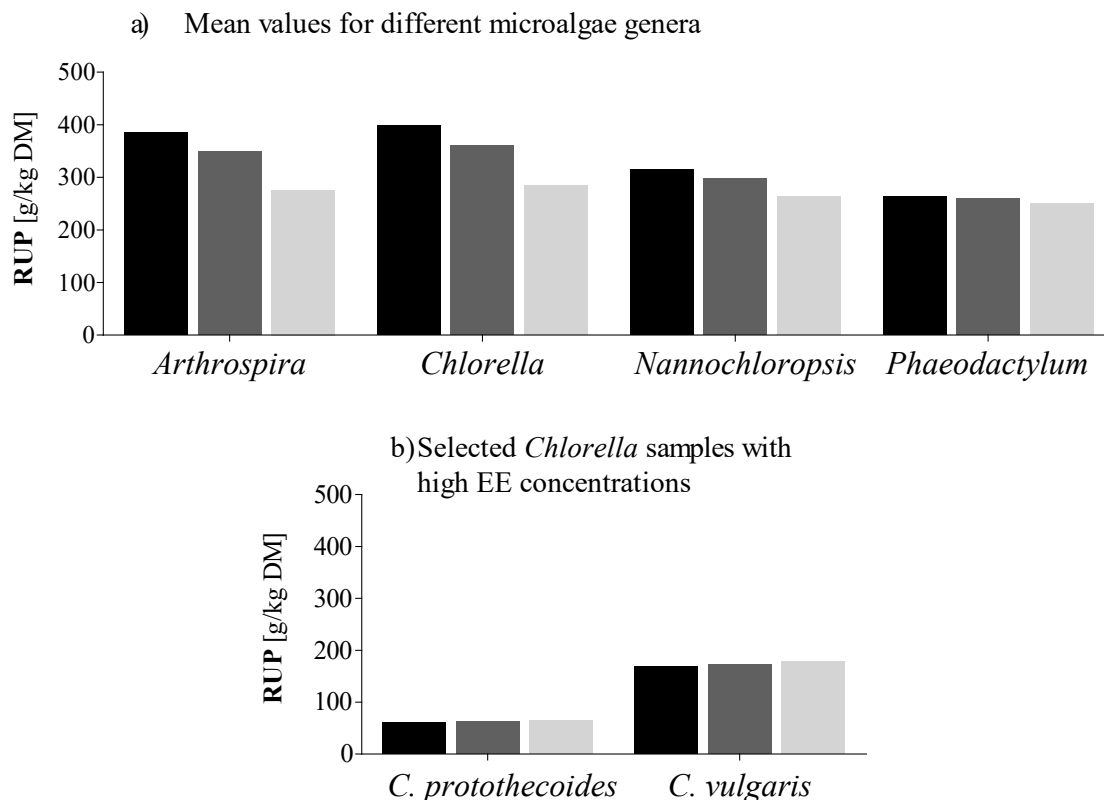 a) Mean values for different microalgae genera
RUP [g/kg DM]
500
400
300
200
100
0
Arthrospira Chlorella Nannochloropsis Phaeodactylum
b) Selected Chlorella samples with
high EE concentrations
RUP [g/kg DM]
500
400
300
200
100
0
C. protothecoides C. vulgaris